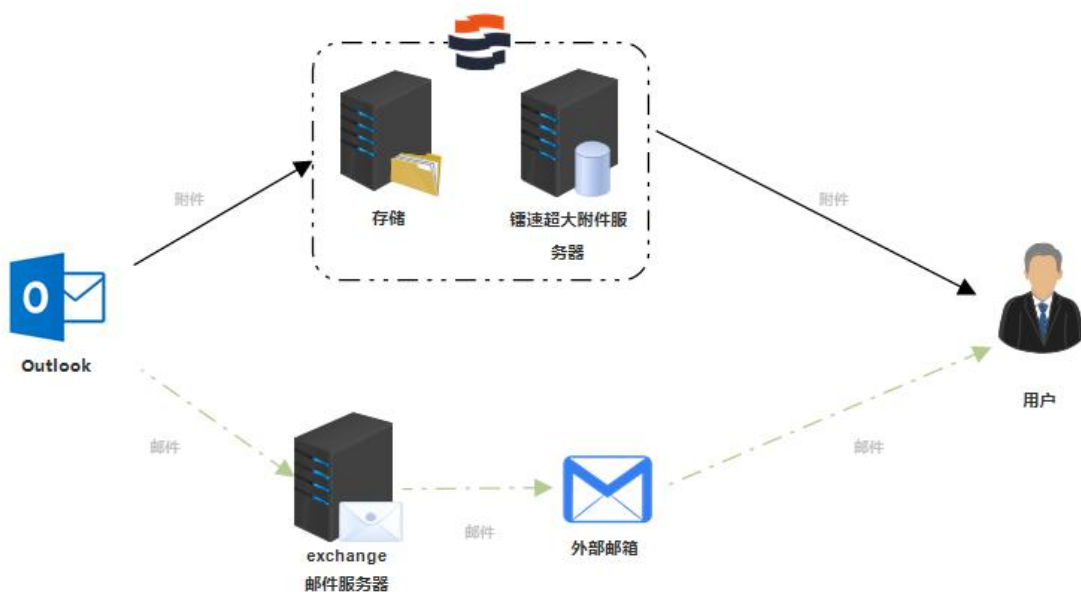 附件
附件
存储
镭速超大附件服
务器
O
Outlook
用户
邮件
邮件
邮件
exchange
邮件服务器
外部邮箱